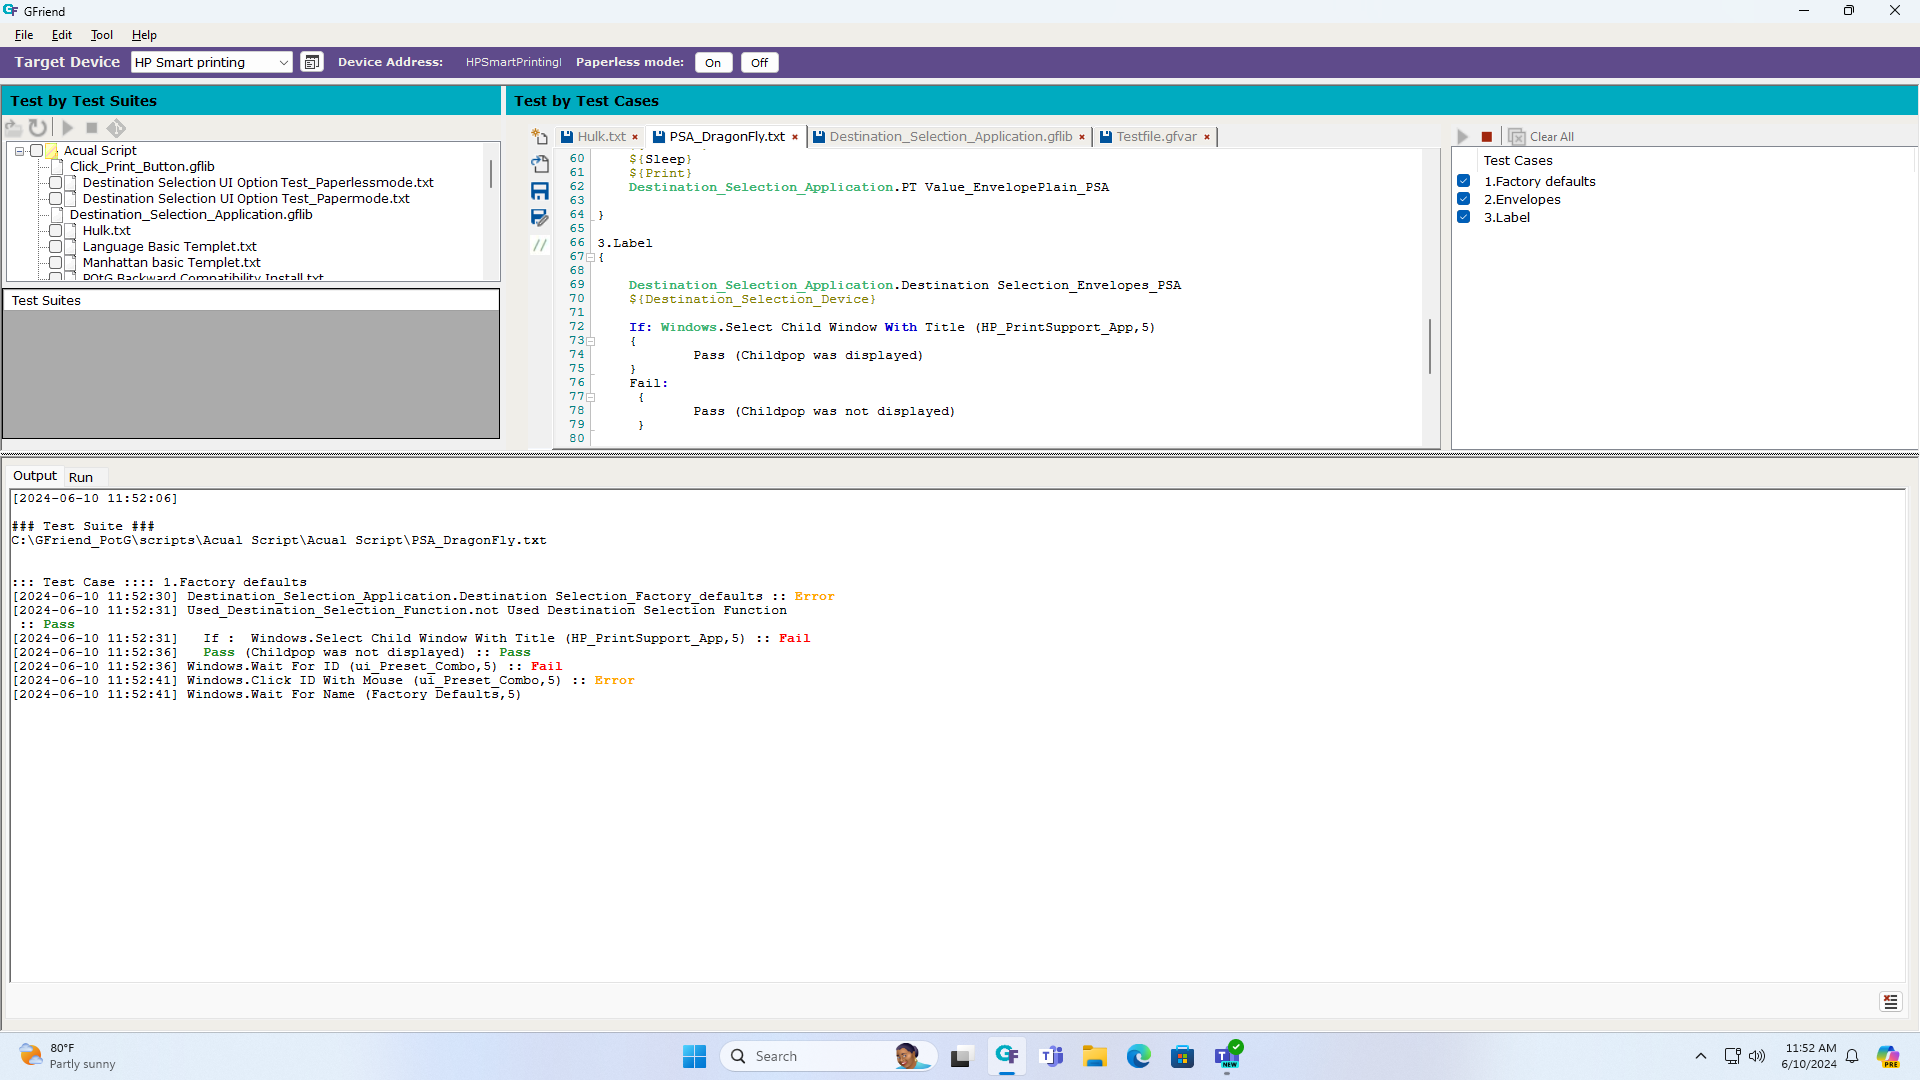 GFriend
File Edit Tool Help
Target Device HP Smart printing Device Address: HPSmartPrintingl Paperless mode: On Off
Test by Test Suites
Acual Script
Click_Print_Button.gflib
Destination Selection UI Option Test_Paperlessmode.txt
Destination Selection UI Option Test_Papermode.txt
Destination_Selection_Application.gflib
Hulk.txt
Language Basic Templet.txt
Manhattan basic Templet.txt
POtG Backward Compatibility Install.txt
Test Suites
Test by Test Cases
Hulk.txt PSA_DragonFly.txt Destination_Selection_Application.gflib Testfile.gfvar
60 ${Sleep}
61 ${Print}
62 Destination_Selection_Application.PT Value_EnvelopePlain_PSA
63
64 }
65
66 3.Label
67 {
68
69 Destination_Selection_Application.Destination Selection_Envelopes_PSA
70 ${Destination_Selection_Device}
71
72 If: Windows.Select Child Window With Title (HP_PrintSupport_App,5)
73 {
74 Pass (Childpop was displayed)
75 }
76 Fail:
77 {
78 Pass (Childpop was not displayed)
79 }
80
Clear All
Test Cases
1.Factory defaults
2.Envelopes
3.Label
Output Run
[2024-06-10 11:52:06]
### Test Suite ###
C:\GFriend_PotG\scripts\Acual Script\Acual Script\PSA_DragonFly.txt
::: Test Case :::: 1.Factory defaults
[2024-06-10 11:52:30] Destination_Selection_Application.Destination Selection_Factory_defaults :: Error
[2024-06-10 11:52:31] Used_Destination_Selection_Function.not Used Destination Selection Function
:: Pass
[2024-06-10 11:52:31] If : Windows.Select Child Window With Title (HP_PrintSupport_App,5) :: Fail
[2024-06-10 11:52:36] Pass (Childpop was not displayed) :: Pass
[2024-06-10 11:52:36] Windows.Wait For ID (ui_Preset_Combo,5) :: Fail
[2024-06-10 11:52:41] Windows.Click ID With Mouse (ui_Preset_Combo,5) :: Error
[2024-06-10 11:52:41] Windows.Wait For Name (Factory Defaults,5)
80°F
Partly sunny
Search
NEW
11:52 AM
6/10/2024
PRE